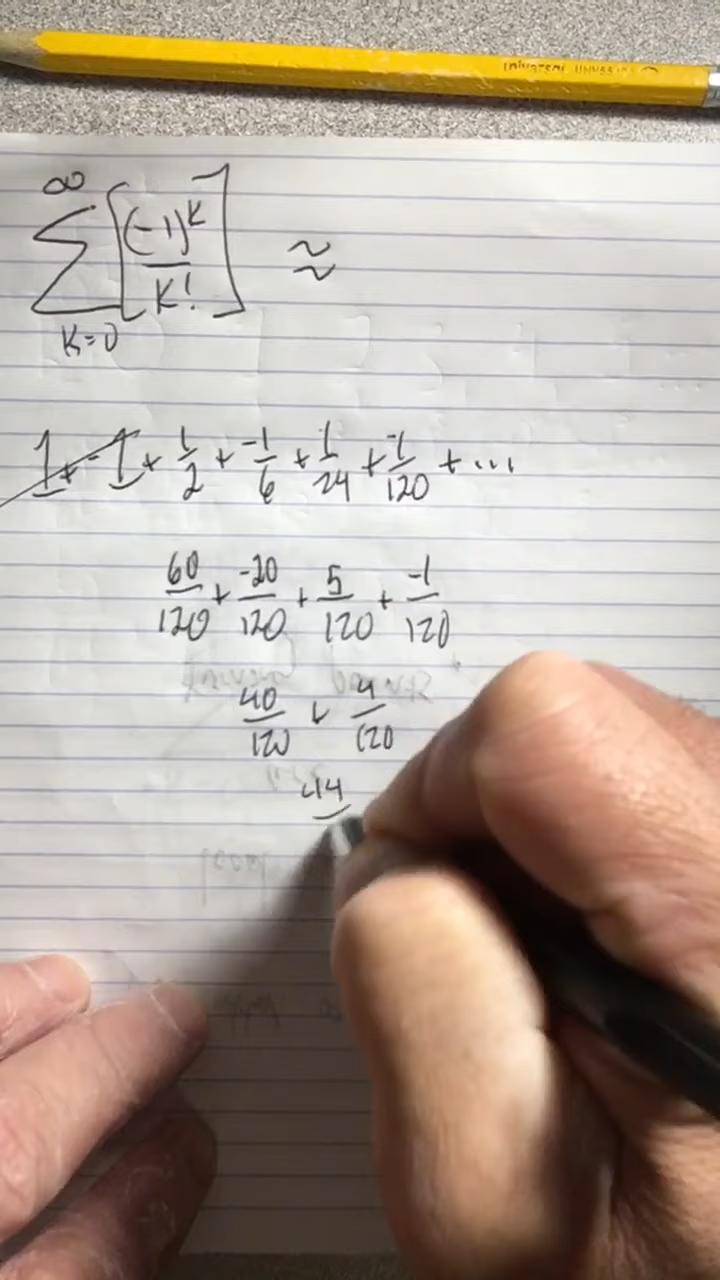 ∞
∑ [(-1)^k / k!] ≈
k=0
1 + -1 + 1/2 + -1/6 + 1/24 + -1/120 + ...
60/120 + -20/120 + 5/120 + -1/120
40/120 + 4/120
44